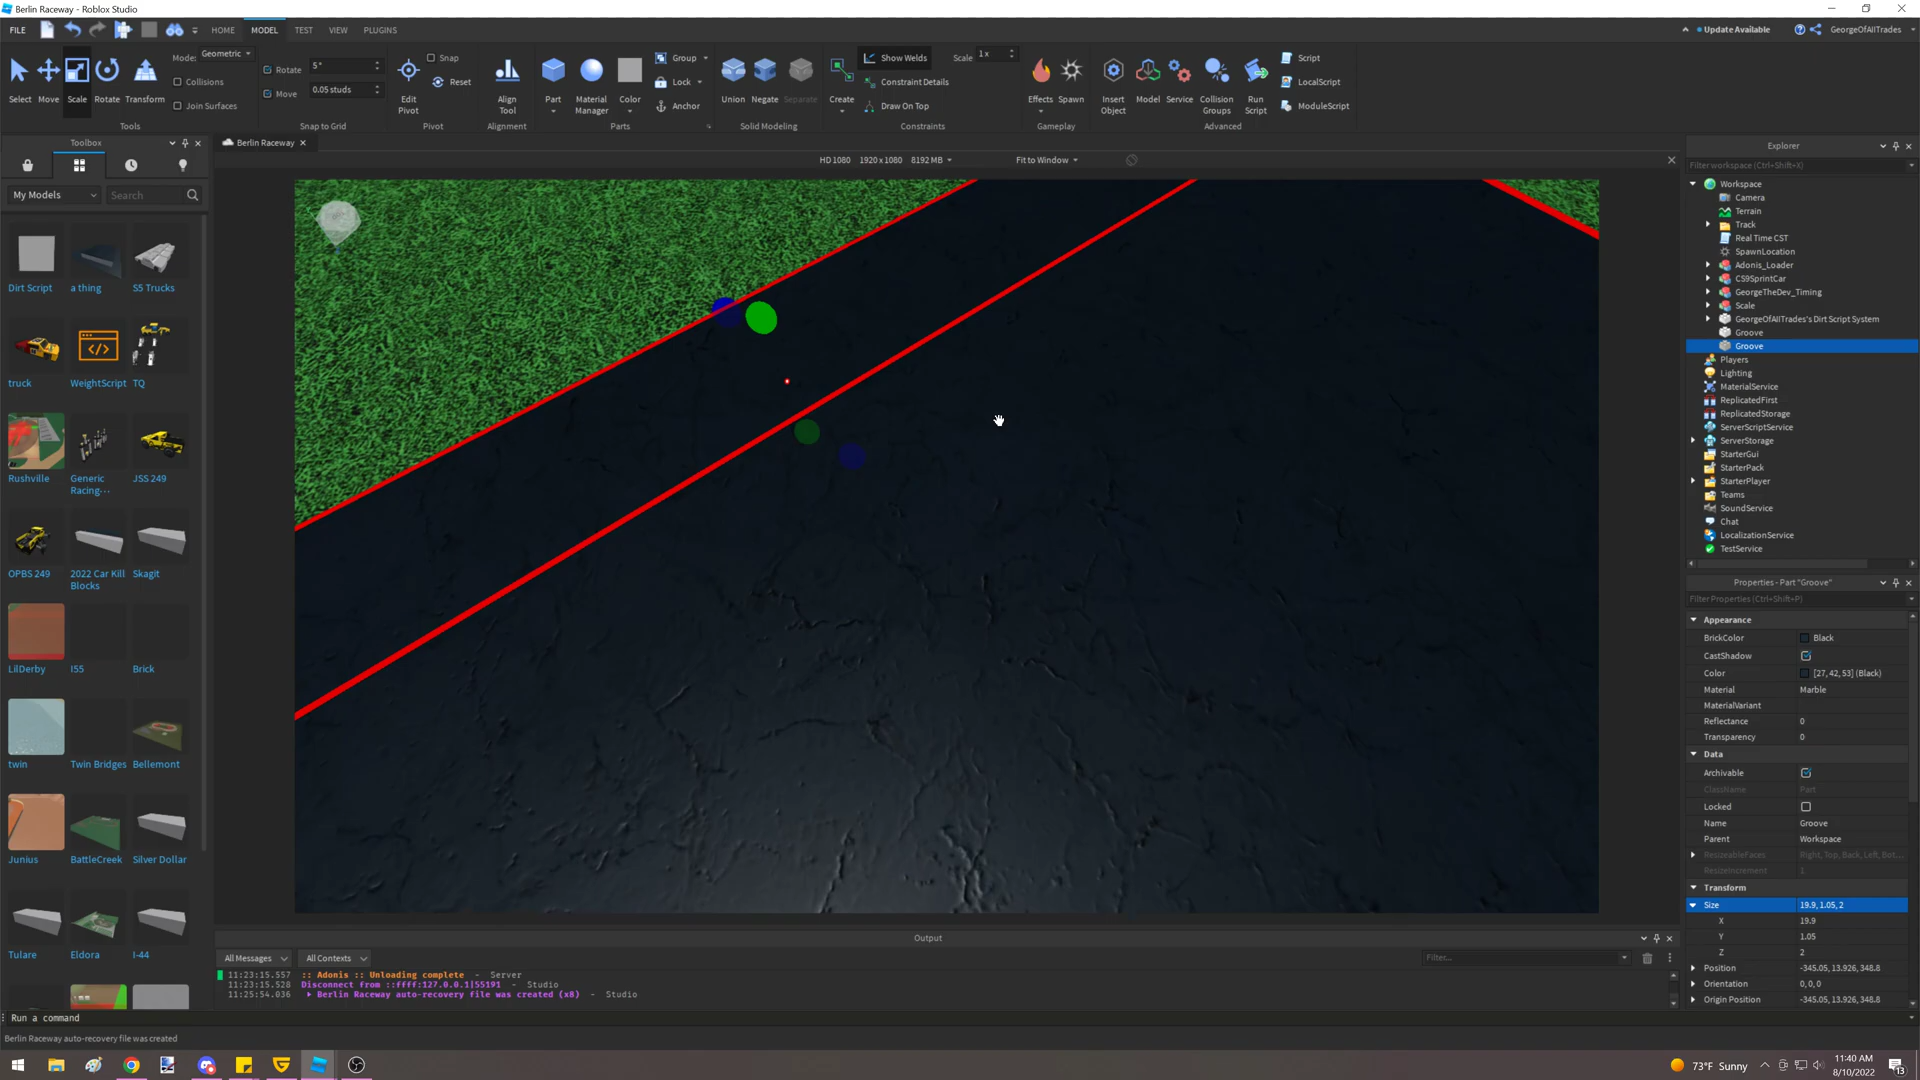 Berlin Raceway - Roblox Studio
FILE
HOME
MODEL
TEST
VIEW
PLUGINS
Update Available
GeorgeOfAllTrades
Select
Move
Scale
Rotate
Transform
Mode:
Geometric
Collisions
Join Surfaces
Tools
Rotate
5°
Move
0.05 studs
Snap to Grid
Edit
Pivot
Snap
Reset
Pivot
Align
Tool
Alignment
Part
Material
Manager
Color
Group
Lock
Anchor
Parts
Union
Negate
Separate
Solid Modeling
Create
Show Welds
Scale
1x
Constraint Details
Draw On Top
Constraints
Effects
Spawn
Gameplay
Insert
Object
Model
Service
Collision
Groups
Run
Script
Script
LocalScript
ModuleScript
Advanced
Toolbox
My Models
Search
Dirt Script
a thing
S5 Trucks
truck
WeightScript
TQ
Rushville
Generic
Racing...
JSS 249
OPBS 249
2022 Car Kill
Blocks
Skagit
LilDerby
I55
Brick
twin
Twin Bridges
Bellemont
Junius
BattleCreek
Silver Dollar
Tulare
Eldora
I-44
Berlin Raceway
HD 1080 1920 x 1080 8192 MB
Fit to Window
Explorer
Filter workspace (Ctrl+Shift+X)
Workspace
Camera
Terrain
Track
Real Time CST
SpawnLocation
Adonis_Loader
CS9SprintCar
GeorgeTheDev_Timing
Scale
GeorgeOfAllTrades's Dirt Script System
Groove
Groove
Players
Lighting
MaterialService
ReplicatedFirst
ReplicatedStorage
ServerScriptService
ServerStorage
StarterGui
StarterPack
StarterPlayer
Teams
SoundService
Chat
LocalizationService
TestService
Properties - Part "Groove"
Filter Properties (Ctrl+Shift+P)
Appearance
BrickColor Black
CastShadow
Color [27, 42, 53] (Black)
Material Marble
MaterialVariant
Reflectance 0
Transparency 0
Data
Archivable
ClassName Part
Locked
Name Groove
Parent Workspace
ResizeableFaces Right, Top, Back, Left, Bot...
ResizeIncrement 1
Transform
Size 19.9, 1.05, 2
X 19.9
Y 1.05
Z 2
Position -345.05, 13.926, 348.8
Orientation 0, 0, 0
Origin Position -345.05, 13.926, 348.8
Output
All Messages
All Contexts
Filter...
11:23:15.557 :: Adonis :: Unloading complete - Server
11:23:15.528 Disconnect from ::ffff:127.0.0.1|55191 - Studio
11:25:54.036 Berlin Raceway auto-recovery file was created (x8) - Studio
Run a command
Berlin Raceway auto-recovery file was created
73°F Sunny
11:40 AM
8/10/2022
13